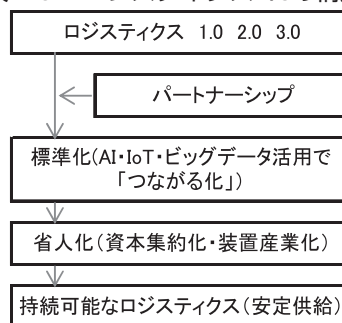 ロジスティクス 1.0 2.0 3.0
パートナーシップ
標準化(AI・IoT・ビッグデータ活用で
「つながる化」)
省人化(資本集約化・装置産業化)
持続可能なロジスティクス(安定供給)